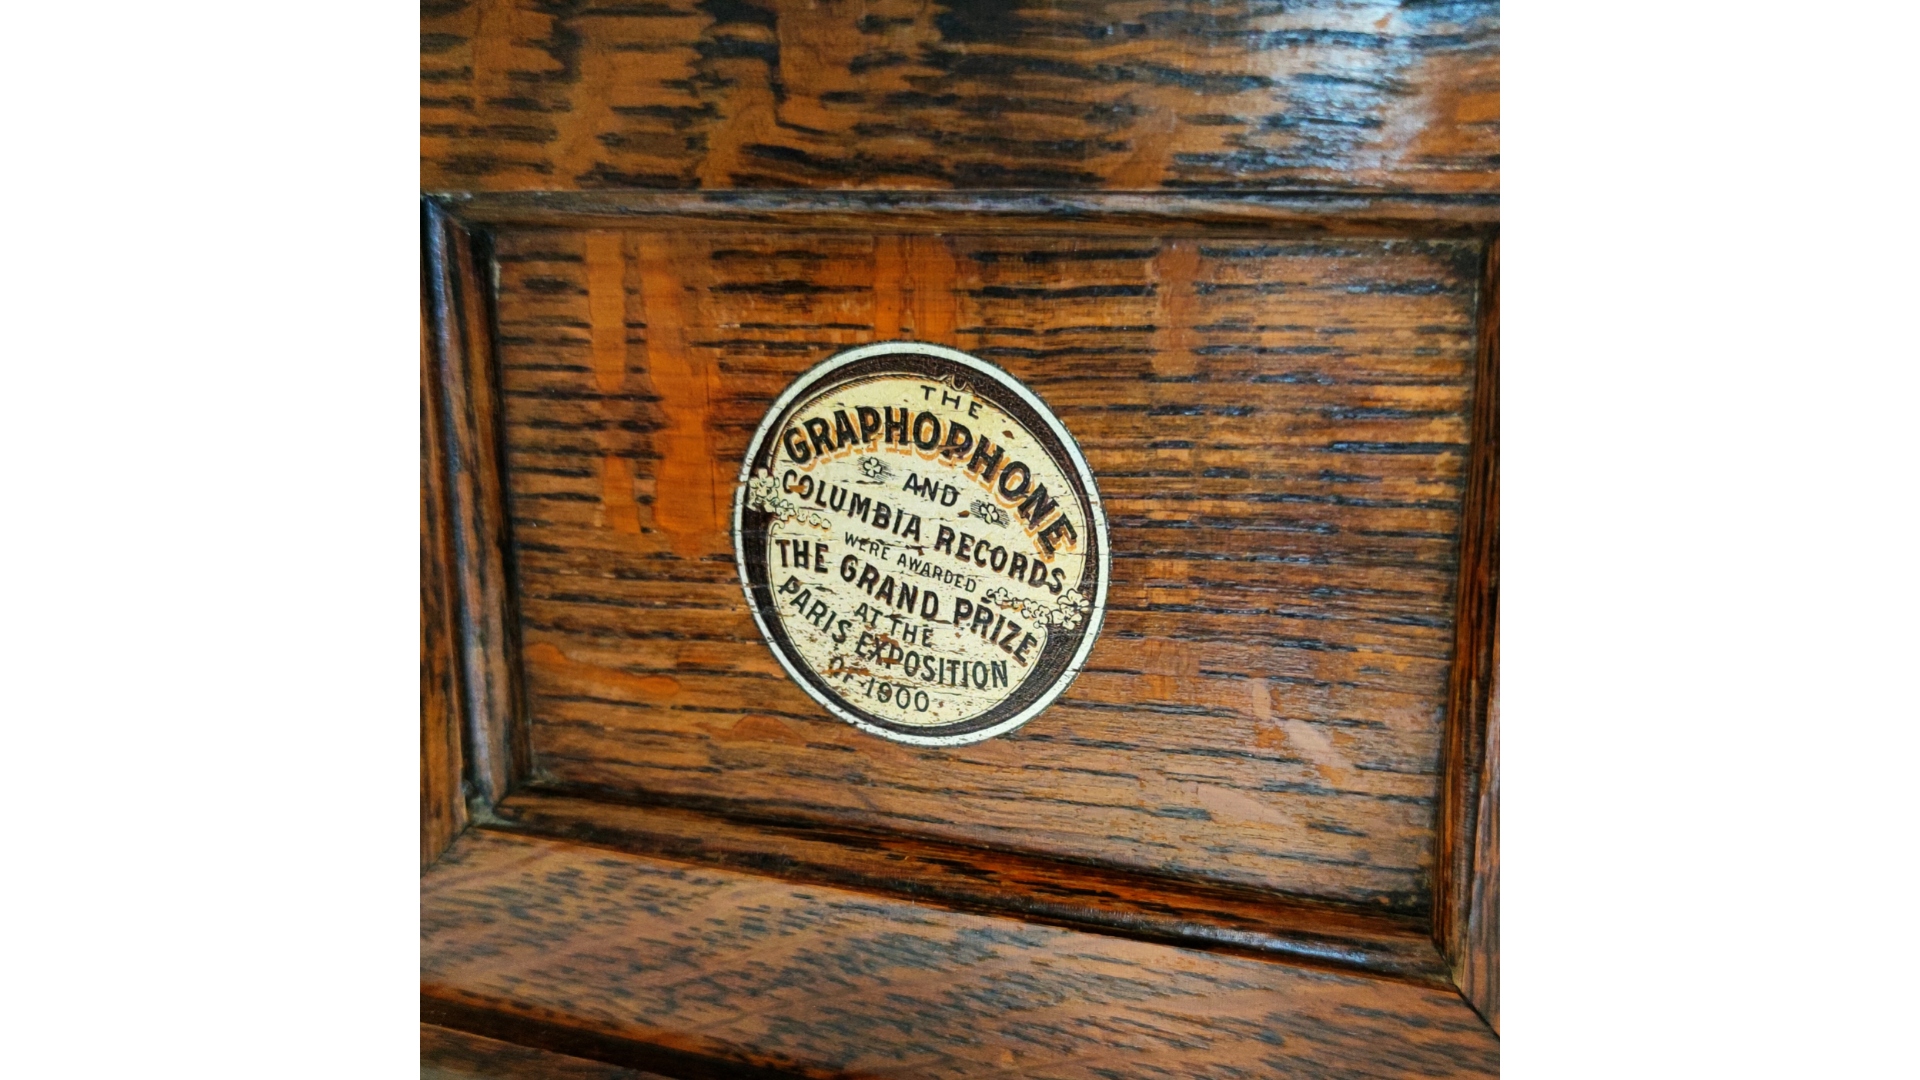 THE
GRAPHOPHONE
AND
COLUMBIA RECORDS
WERE AWARDED
THE GRAND PRIZE
AT THE
PARIS EXPOSITION
OF 1900